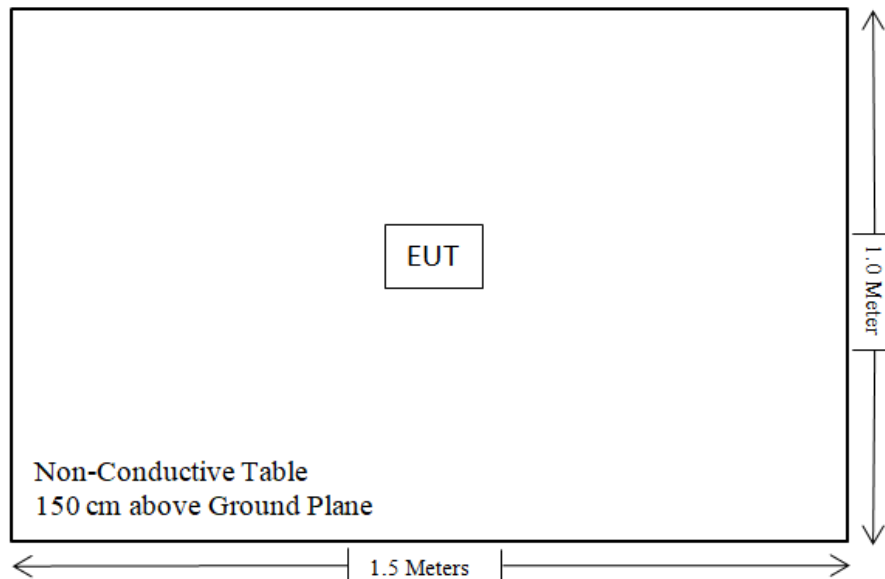 EUT
1.0 Meter
Non-Conductive Table
150 cm above Ground Plane
1.5 Meters